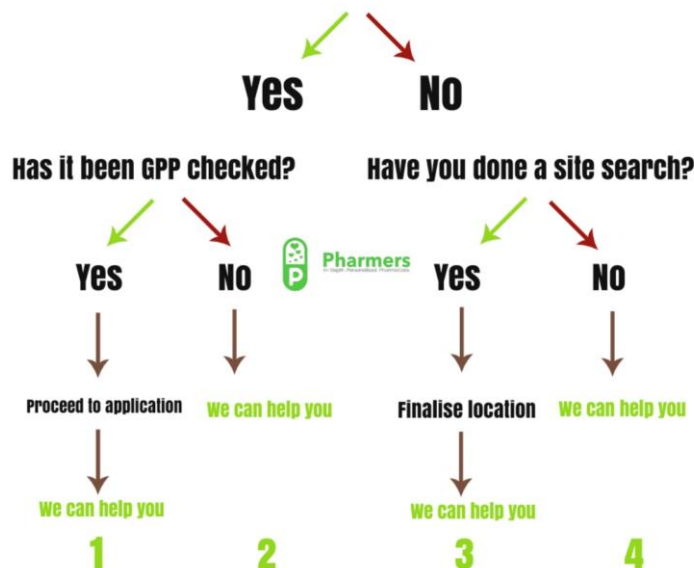 Yes
No
Has it been GPP checked?
Have you done a site search?
Yes
No
P
Pharmers
Yes
No
Proceed to application
We can help you
Finalise location
We can help you
We can help you
We can help you
1
2
3
4